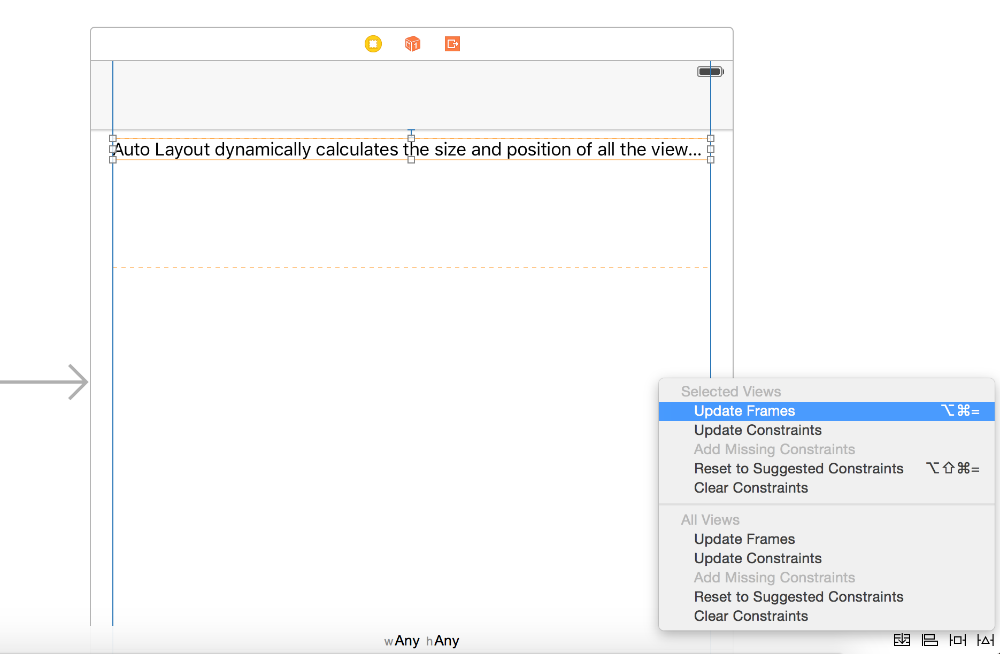 Auto Layout dynamically calculates the size and position of all the view...
Selected Views
Update Frames ⌥⌘=
Update Constraints
Add Missing Constraints
Reset to Suggested Constraints ⌥⇧⌘=
Clear Constraints
All Views
Update Frames
Update Constraints
Add Missing Constraints
Reset to Suggested Constraints
Clear Constraints
wAny hAny